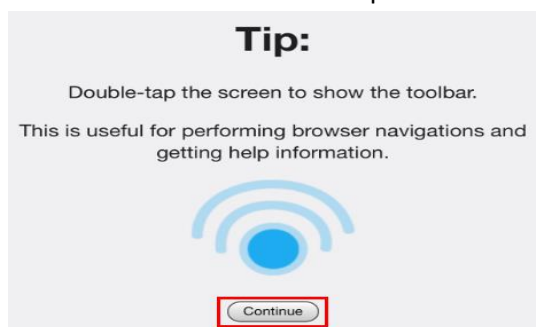 Tip:
Double-tap the screen to show the toolbar.
This is useful for performing browser navigations and
getting help information.
Continue